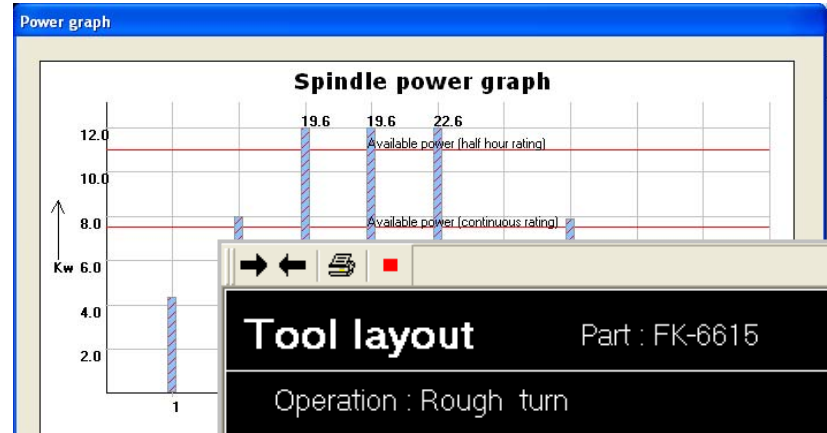 Power graph
Spindle power graph
19.6 19.6 22.6
12.0
Available power (half hour rating)
10.0
8.0
Available power (continuous rating)
Kw 6.0
4.0
Tool layout Part : FK-6615
2.0
Operation : Rough turn
1